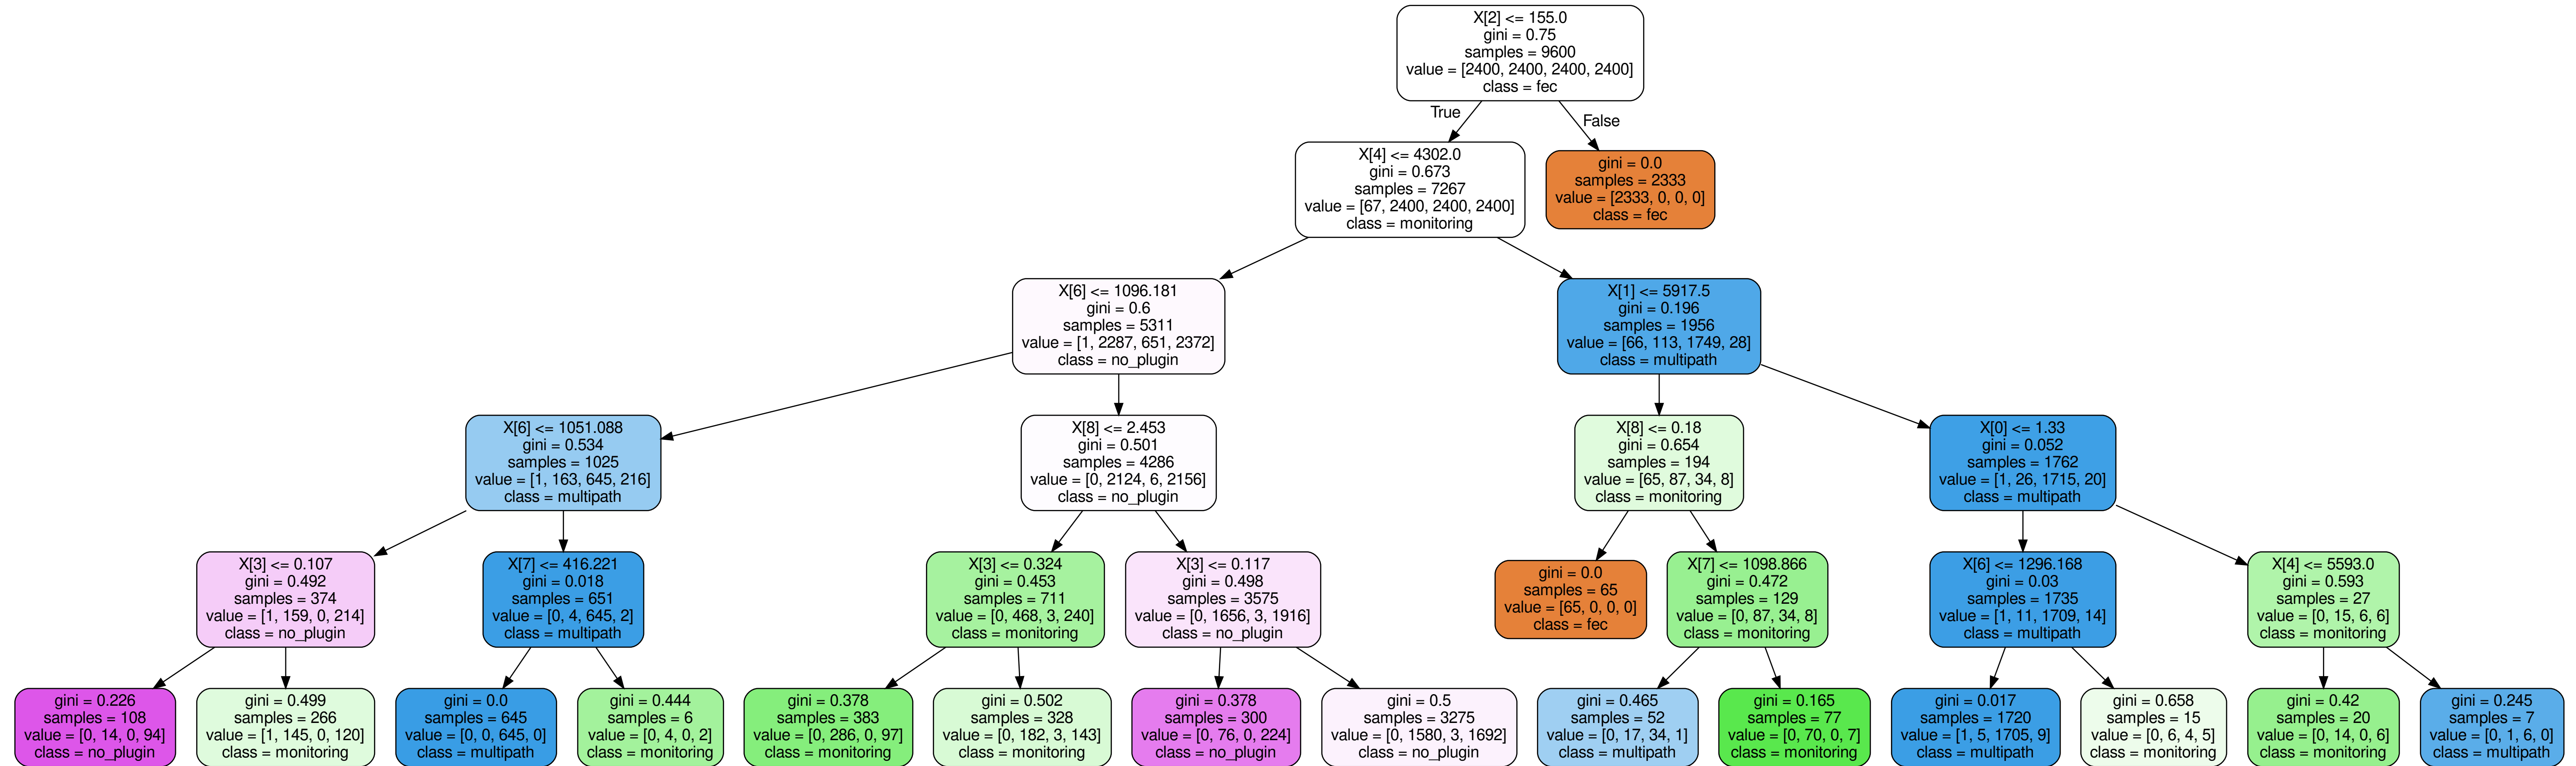 X[2] <= 155.0
gini = 0.75
samples = 9600
value = [2400, 2400, 2400, 2400]
class = fec
True
False
X[4] <= 4302.0
gini = 0.673
samples = 7267
value = [67, 2400, 2400, 2400]
class = monitoring
gini = 0.0
samples = 2333
value = [2333, 0, 0, 0]
class = fec
X[6] <= 1096.181
gini = 0.6
samples = 5311
value = [1, 2287, 651, 2372]
class = no_plugin
X[1] <= 5917.5
gini = 0.196
samples = 1956
value = [66, 113, 1749, 28]
class = multipath
X[6] <= 1051.088
gini = 0.534
samples = 1025
value = [1, 163, 645, 216]
class = multipath
X[8] <= 2.453
gini = 0.501
samples = 4286
value = [0, 2124, 6, 2156]
class = no_plugin
X[8] <= 0.18
gini = 0.654
samples = 194
value = [65, 87, 34, 8]
class = monitoring
X[0] <= 1.33
gini = 0.052
samples = 1762
value = [1, 26, 1715, 20]
class = multipath
X[3] <= 0.107
gini = 0.492
samples = 374
value = [1, 159, 0, 214]
class = no_plugin
X[7] <= 416.221
gini = 0.018
samples = 651
value = [0, 4, 645, 2]
class = multipath
X[3] <= 0.324
gini = 0.453
samples = 711
value = [0, 468, 3, 240]
class = monitoring
X[3] <= 0.117
gini = 0.498
samples = 3575
value = [0, 1656, 3, 1916]
class = no_plugin
gini = 0.0
samples = 65
value = [65, 0, 0, 0]
class = fec
X[7] <= 1098.866
gini = 0.472
samples = 129
value = [0, 87, 34, 8]
class = monitoring
X[6] <= 1296.168
gini = 0.03
samples = 1735
value = [1, 11, 1709, 14]
class = multipath
X[4] <= 5593.0
gini = 0.593
samples = 27
value = [0, 15, 6, 6]
class = monitoring
gini = 0.226
samples = 108
value = [0, 14, 0, 94]
class = no_plugin
gini = 0.499
samples = 266
value = [1, 145, 0, 120]
class = monitoring
gini = 0.0
samples = 645
value = [0, 0, 645, 0]
class = multipath
gini = 0.444
samples = 6
value = [0, 4, 0, 2]
class = monitoring
gini = 0.378
samples = 383
value = [0, 286, 0, 97]
class = monitoring
gini = 0.502
samples = 328
value = [0, 182, 3, 143]
class = monitoring
gini = 0.378
samples = 300
value = [0, 76, 0, 224]
class = no_plugin
gini = 0.5
samples = 3275
value = [0, 1580, 3, 1692]
class = no_plugin
gini = 0.465
samples = 52
value = [0, 17, 34, 1]
class = multipath
gini = 0.165
samples = 77
value = [0, 70, 0, 7]
class = monitoring
gini = 0.017
samples = 1720
value = [1, 5, 1705, 9]
class = multipath
gini = 0.658
samples = 15
value = [0, 6, 4, 5]
class = monitoring
gini = 0.42
samples = 20
value = [0, 14, 0, 6]
class = monitoring
gini = 0.245
samples = 7
value = [0, 1, 6, 0]
class = multipath